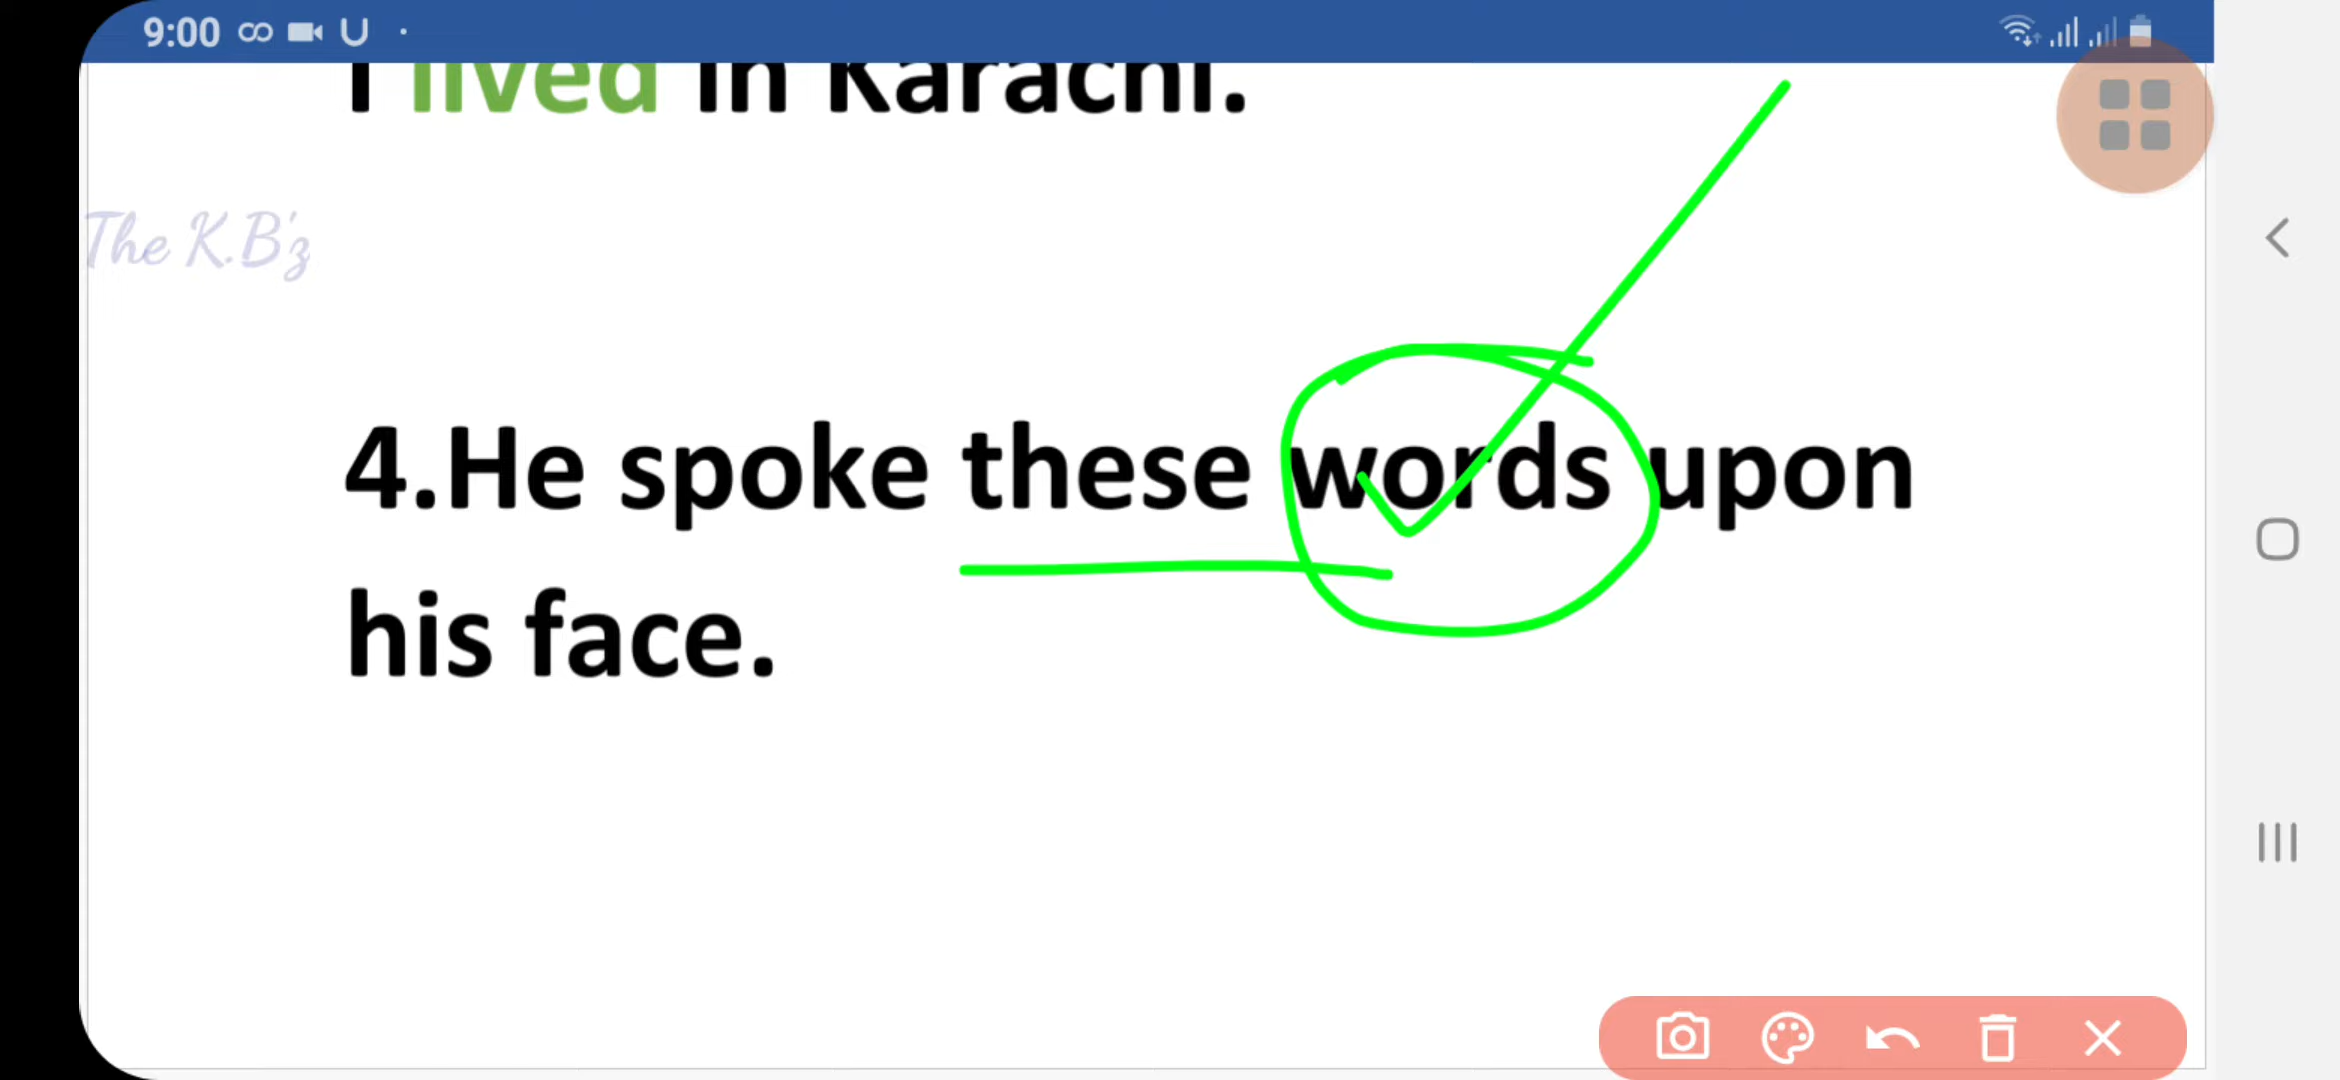 9:00
I lived in Karachi.
The K.B'z
4.He spoke these words upon
his face.